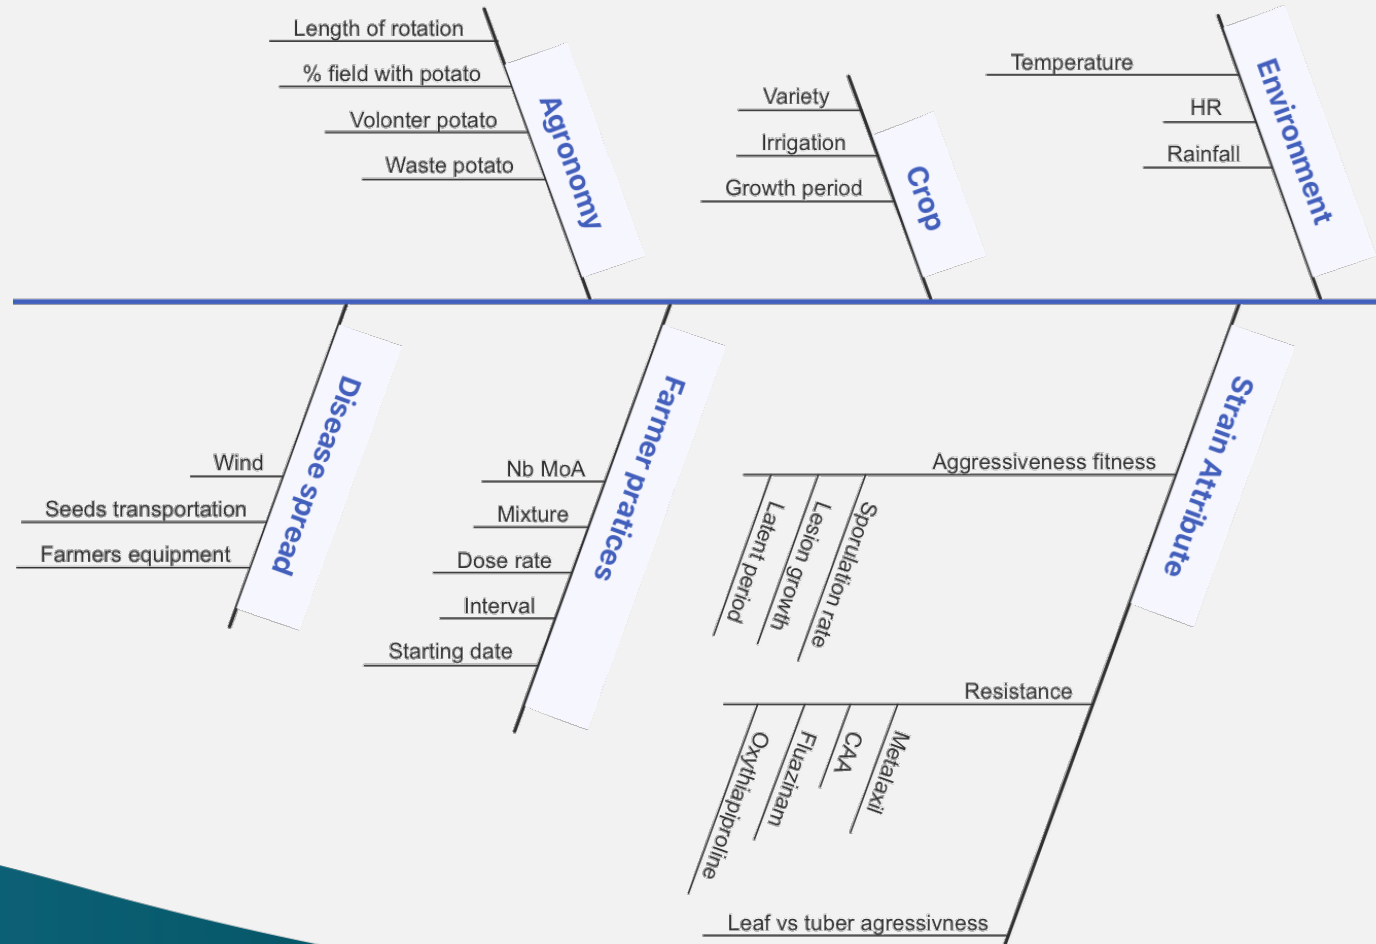 Length of rotation
% field with potato
Volonter potato
Waste potato
Agronomy
Variety
Irrigation
Growth period
Crop
Temperature
HR
Rainfall
Environment
Wind
Seeds transportation
Farmers equipment
Disease spread
Nb MoA
Mixture
Dose rate
Interval
Starting date
Farmer pratices
Aggressiveness fitness
Latent period
Lesion growth
Sporulation rate
Resistance
Oxythiapiproline
Fluazinam
CAA
Metalaxil
Leaf vs tuber agressivness
Strain Attribute